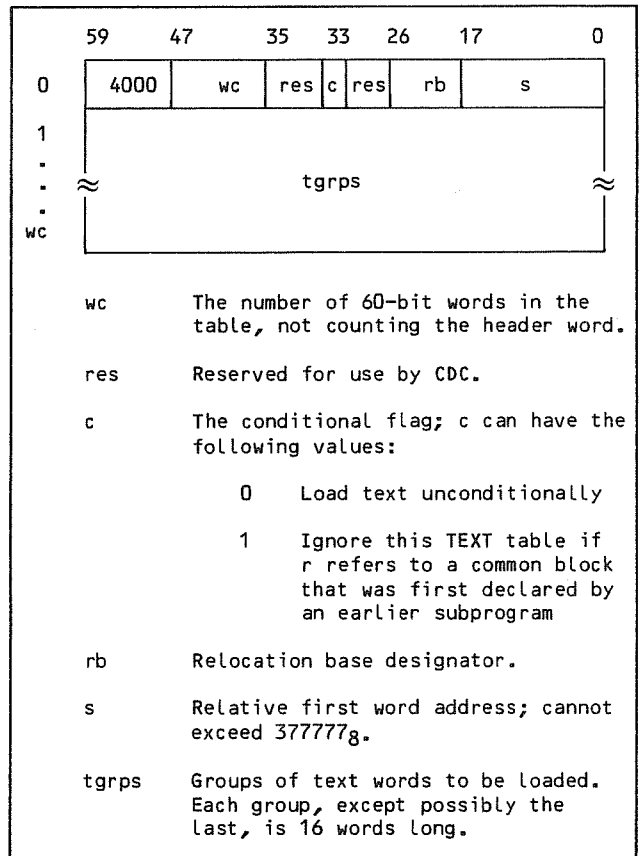 59 47 35 33 26 17 0
0 4000 wc res c res rb s
1
.
.
.
wc
tgrps
wc The number of 60-bit words in the
table, not counting the header word.
res Reserved for use by CDC.
c The conditional flag; c can have the
following values:
0 Load text unconditionally
1 Ignore this TEXT table if
r refers to a common block
that was first declared by
an earlier subprogram
rb Relocation base designator.
s Relative first word address; cannot
exceed 377777₈.
tgrps Groups of text words to be loaded.
Each group, except possibly the
last, is 16 words long.